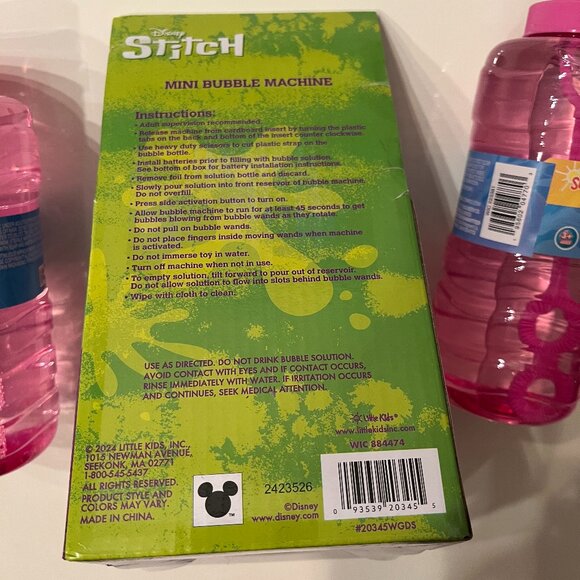 Disney
STITCH
MINI BUBBLE MACHINE
Instructions:
• Adult supervision recommended.
• Release machine from cardboard insert by turning the plastic
tabs on the back and bottom of the insert counter clockwise.
• Use heavy duty scissors to cut plastic strap on the
bubble bottle.
• Install batteries prior to filling with bubble solution.
See bottom of box for battery installation instructions.
• Remove foil from solution bottle and discard.
• Slowly pour solution into front reservoir of bubble machine.
Do not overfill.
• Press side activation button to turn on.
• Allow bubble machine to run for at least 45 seconds to get
bubbles blowing from bubble wands as they rotate.
• Do not pull on bubble wands.
• Do not place fingers inside moving wands when machine
is activated.
• Do not immerse toy in water.
• Turn off machine when not in use.
• To empty solution, tilt forward to pour out of reservoir.
Do not allow solution to flow into slots behind bubble wands.
• Wipe with cloth to clean.
USE AS DIRECTED. DO NOT DRINK BUBBLE SOLUTION.
AVOID CONTACT WITH EYES AND IF CONTACT OCCURS,
RINSE IMMEDIATELY WITH WATER. IF IRRITATION OCCURS
AND CONTINUES, SEEK MEDICAL ATTENTION.
Little Kids®
www.littlekidsinc.com
WIC 884474
© 2024 LITTLE KIDS, INC.
1015 NEWMAN AVENUE,
SEEKONK, MA 02771
1-800-545-5437
ALL RIGHTS RESERVED.
PRODUCT STYLE AND
COLORS MAY VARY.
MADE IN CHINA.
TM
2423526
©Disney
www.disney.com
0 93539 20345 5
#20345WGDS
3+